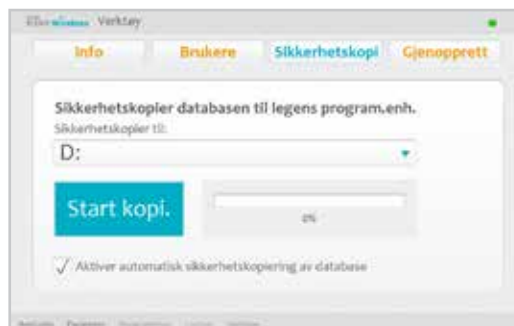 Verktøy
Info Brukere Sikkerhetskopi Gjenopprett
Sikkerhetskopier databasen til legens program.enh.
Sikkerhetskopier til:
D:
Start kopi.
0%
✓ Aktiver automatisk sikkerhetskopiering av database